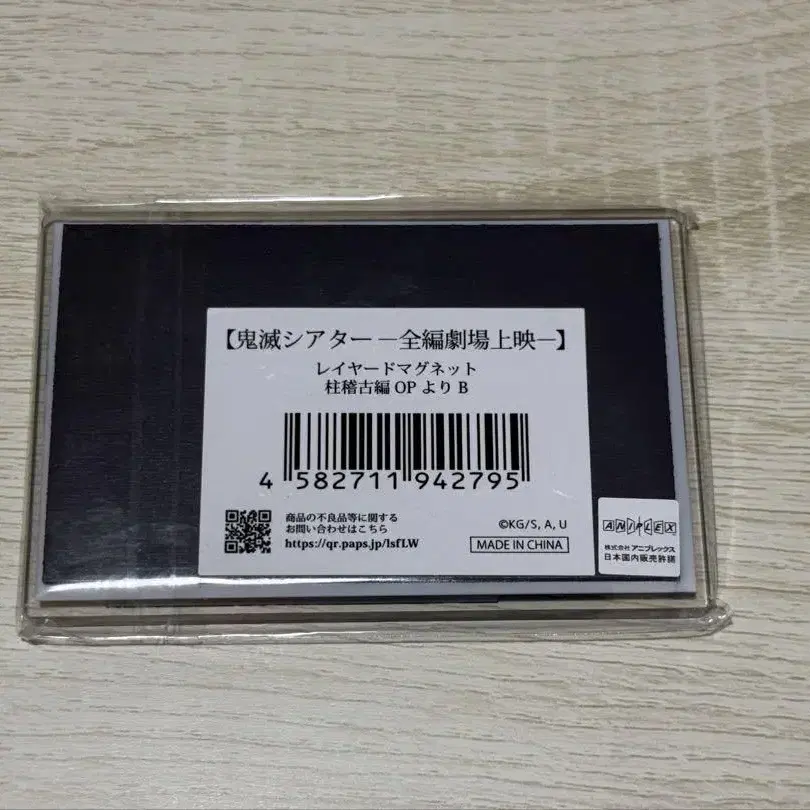 【鬼滅シアター ―全編劇場上映―】
レイヤードマグネット
柱稽古編 OP より B
4 582711 942795
商品の不良品等に関する
お問い合わせはこちら
https://qr.paps.jp/lsfLW
©KG/S, A, U
MADE IN CHINA
ANIPLEX
株式会社 アニプレックス
日本国内販売許諾